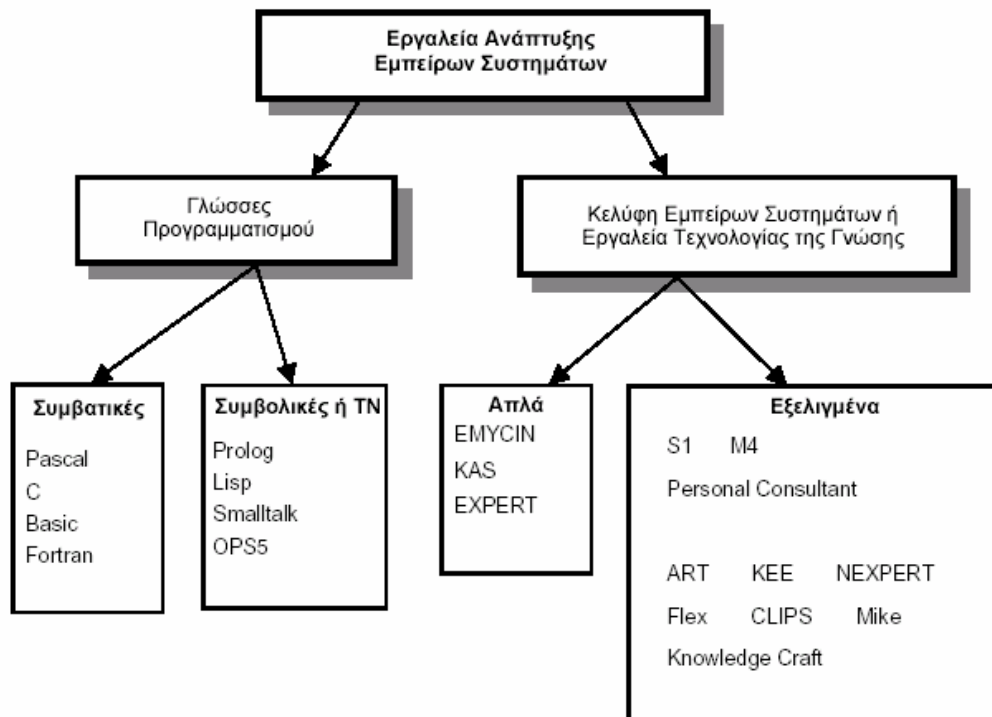 Εργαλεία Ανάπτυξης
Εμπείρων Συστημάτων
Γλώσσες
Προγραμματισμού
Κελύφη Εμπείρων Συστημάτων ή
Εργαλεία Τεχνολογίας της Γνώσης
Συμβατικές
Pascal
C
Basic
Fortran
Συμβολικές ή ΤΝ
Prolog
Lisp
Smalltalk
OPS5
Απλά
EMYCIN
KAS
EXPERT
Εξελιγμένα
S1 M4
Personal Consultant
ART KEE NEXPERT
Flex CLIPS Mike
Knowledge Craft